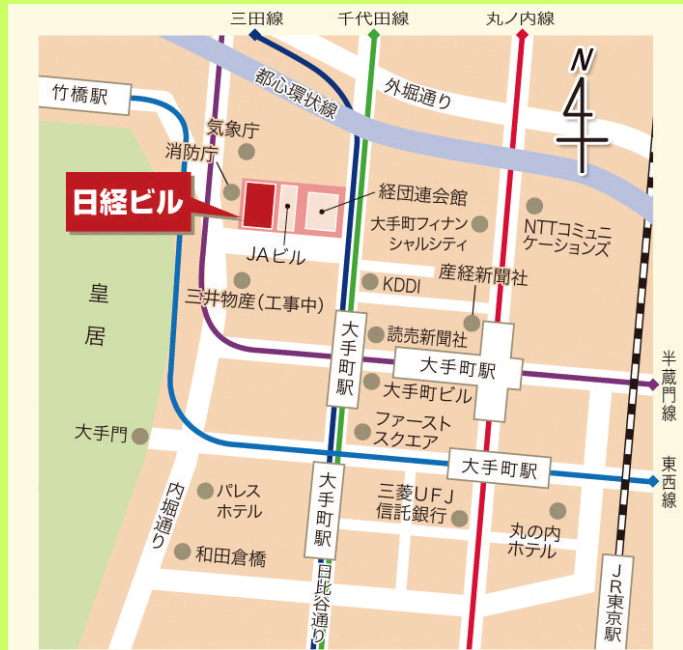 三田線
千代田線
丸ノ内線
N
竹橋駅
都心環状線
外堀通り
気象庁
消防庁
日経ビル
経団連会館
大手町フィナン
シャルシティ
NTTコミュニ
ケーションズ
JAビル
皇居
三井物産(工事中)
KDDI
産経新聞社
大手町駅
読売新聞社
大手町駅
半蔵門線
大手町ビル
大手門
ファースト
スクエア
大手町駅
東西線
内堀通り
パレス
ホテル
大手町駅
三菱UFJ
信託銀行
丸の内
ホテル
和田倉橋
日比谷通り
JR東京駅